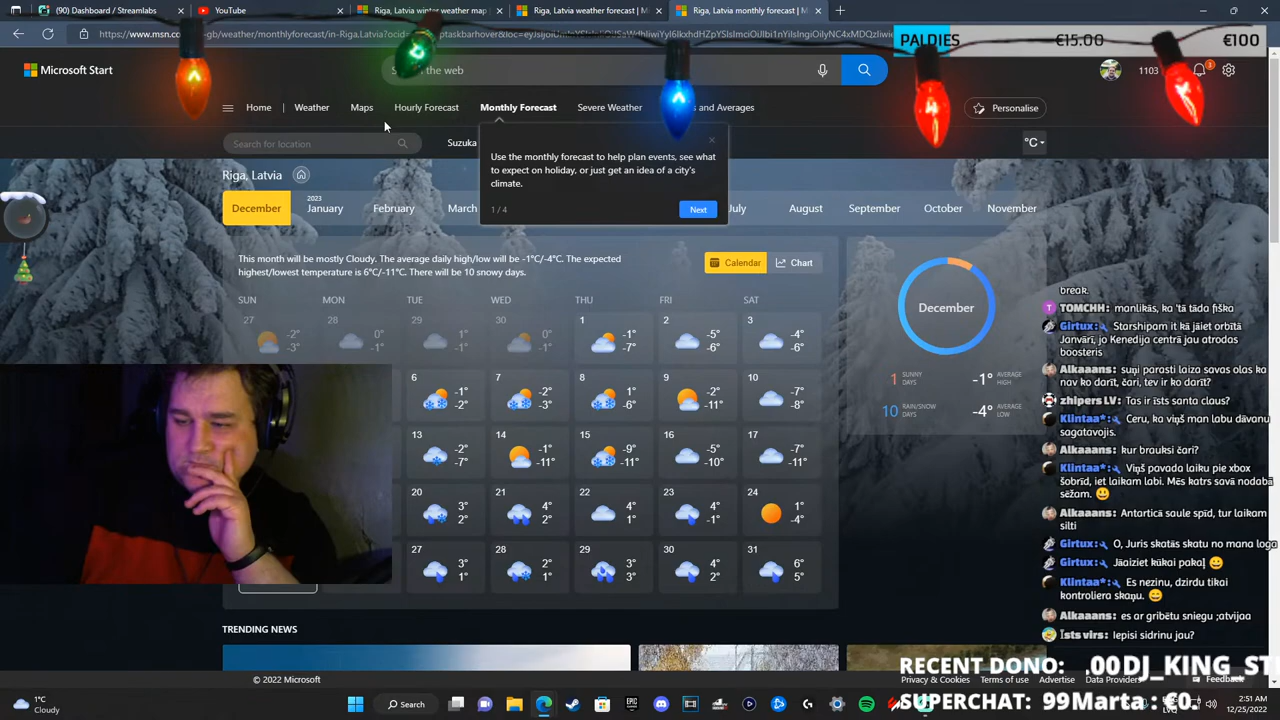 Dashboard | Streamlabs
YouTube
Riga, Latvia winter weather map |
Riga, Latvia weather forecast | M
Riga, Latvia monthly forecast | M
Microsoft Start
the web
PALDIES €15.00 €100
1103
3
Home Weather Maps Hourly Forecast Monthly Forecast Severe Weather and Averages
Personalise
Search for location
Suzuka
°C
Use the monthly forecast to help plan events, see what
to expect on holiday, or just get an idea of a city's
climate.
1 / 4
Next
Riga, Latvia
2023
December January February March July August September October November
This month will be mostly Cloudy. The average daily high/low will be -1°C/-4°C. The expected
highest/lowest temperature is 6°C/-11°C. There will be 10 snowy days.
Calendar Chart
SUN MON TUE WED THU FRI SAT
27 -2° -3° 28 0° -1° 29 1° -1° 30 0° -1° 1 -1° -7° 2 -5° -6° 3 -4° -6°
6 -1° -2° 7 -2° -3° 8 1° -6° 9 -2° -11° 10 -7° -8°
13 -2° -7° 14 -1° -11° 15 -9° -11° 16 -5° -10° 17 -7° -11°
20 3° 2° 21 4° 2° 22 4° 1° 23 4° -1° 24 1° -4°
27 3° 1° 28 2° 1° 29 3° 3° 30 4° 2° 31 6° 5°
December
1 SUNNY DAYS -1° AVERAGE HIGH
10 RAIN/SNOW DAYS -4° AVERAGE LOW
break.
TOMCHH: manlikās, ka 'tā tāda fiška
Girtux: Starshipam it kā jāiet orbītā
Janvārī, jo Kenedija centrā jau atrodas
boosteris
Alkaaans: suņi parasti laiza savas olas ka
nav ko darīt, čari, tev ir ko darīt?
zhipers LV: Tas ir īsts santa claus?
Klintaa*: Ceru, ka viņš man labu dāvanu
sagatavojis.
Alkaaans: kur brauksi čari?
Klintaa*: Viņš pavada laiku pie xbox
šobrīd, iet laikam labi. Mēs katrs savā nodabā
sēžam.
Alkaaans: Antarticā saule spīd, tur laikam
silti
Girtux: O, Juris skatās skatu no mana loga
Girtux: Jāaiziet kūkai pakaļ
Klintaa*: Es nezinu, dzirdu tikai
kontroliera skaņu.
Alkaaans: es ar gribētu sniegu ;atvijaa
Īsts vīrs: Iepisi sidrinu jau?
TRENDING NEWS
© 2022 Microsoft
Privacy & Cookies Terms of use Advertise Data Providers Feedback
RECENT DONO: .00DJ_KING_ST
SUPERCHAT: 99Marta : €0.
1°C
Cloudy
Search
2:51 AM
12/25/2022